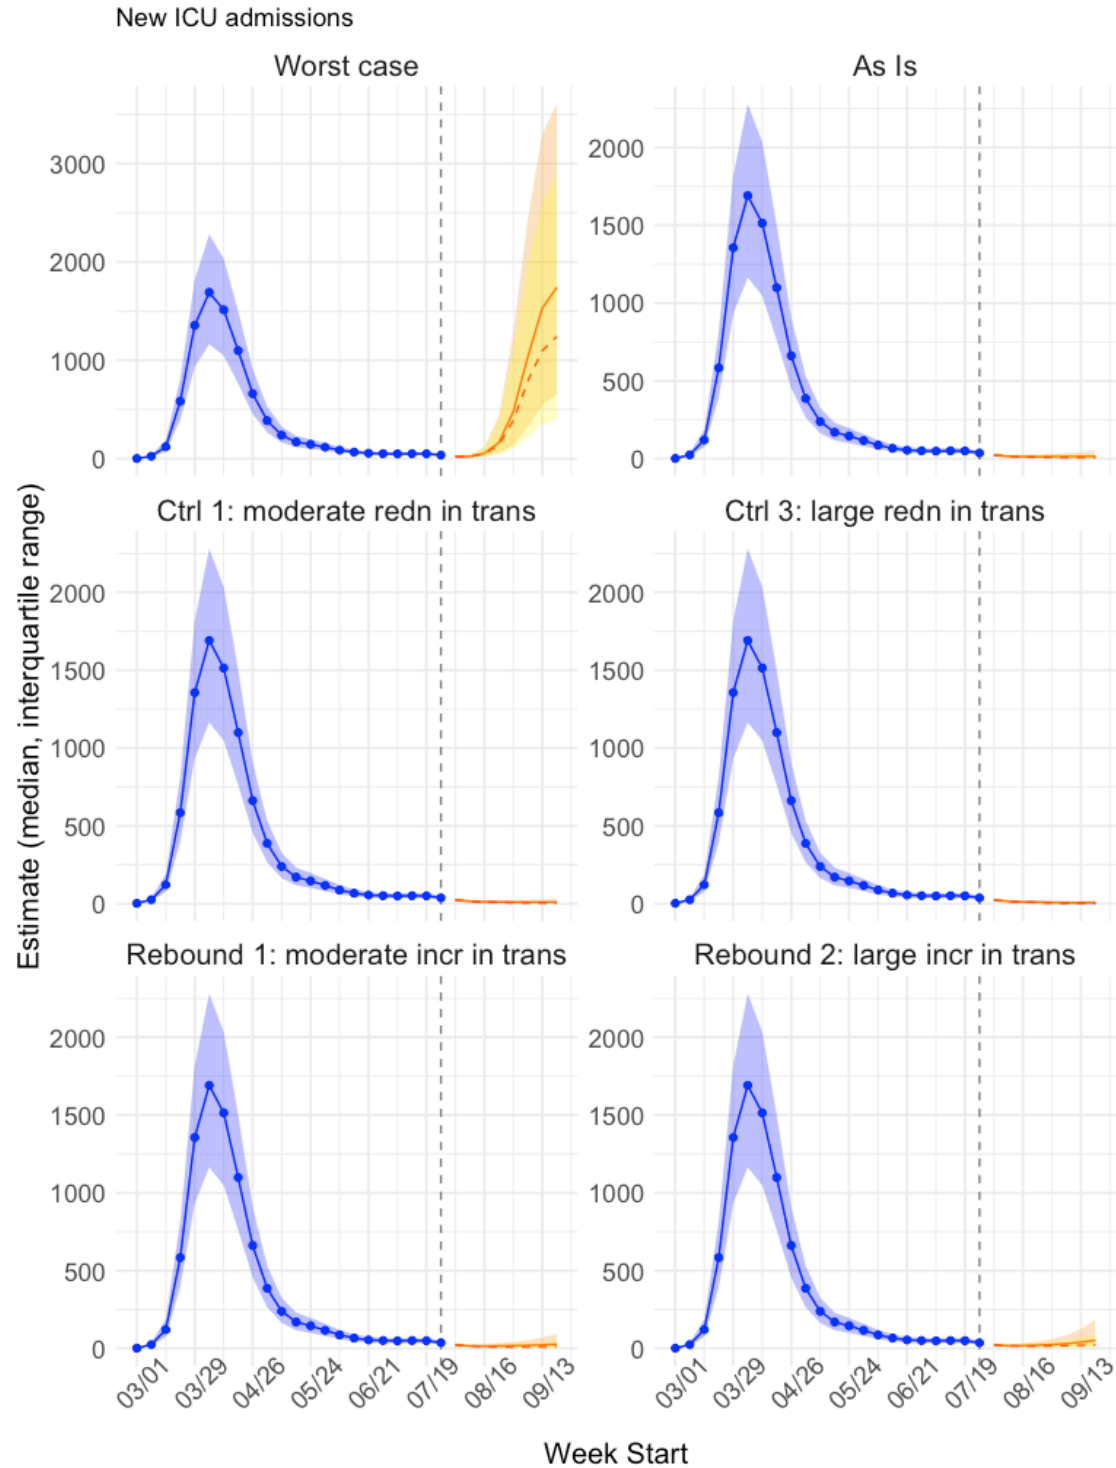 New ICU admissions
Worst case
As Is
3000
2000
1000
0
2000
1500
1000
500
0
Estimate (median, interquartile range)
Ctrl 1: moderate redn in trans
Ctrl 3: large redn in trans
2000
1500
1000
500
0
2000
1500
1000
500
0
Rebound 1: moderate incr in trans
Rebound 2: large incr in trans
2000
1500
1000
500
0
2000
1500
1000
500
0
03/01 03/29 04/26 05/24 06/21 07/19 08/16 09/13
03/01 03/29 04/26 05/24 06/21 07/19 08/16 09/13
Week Start